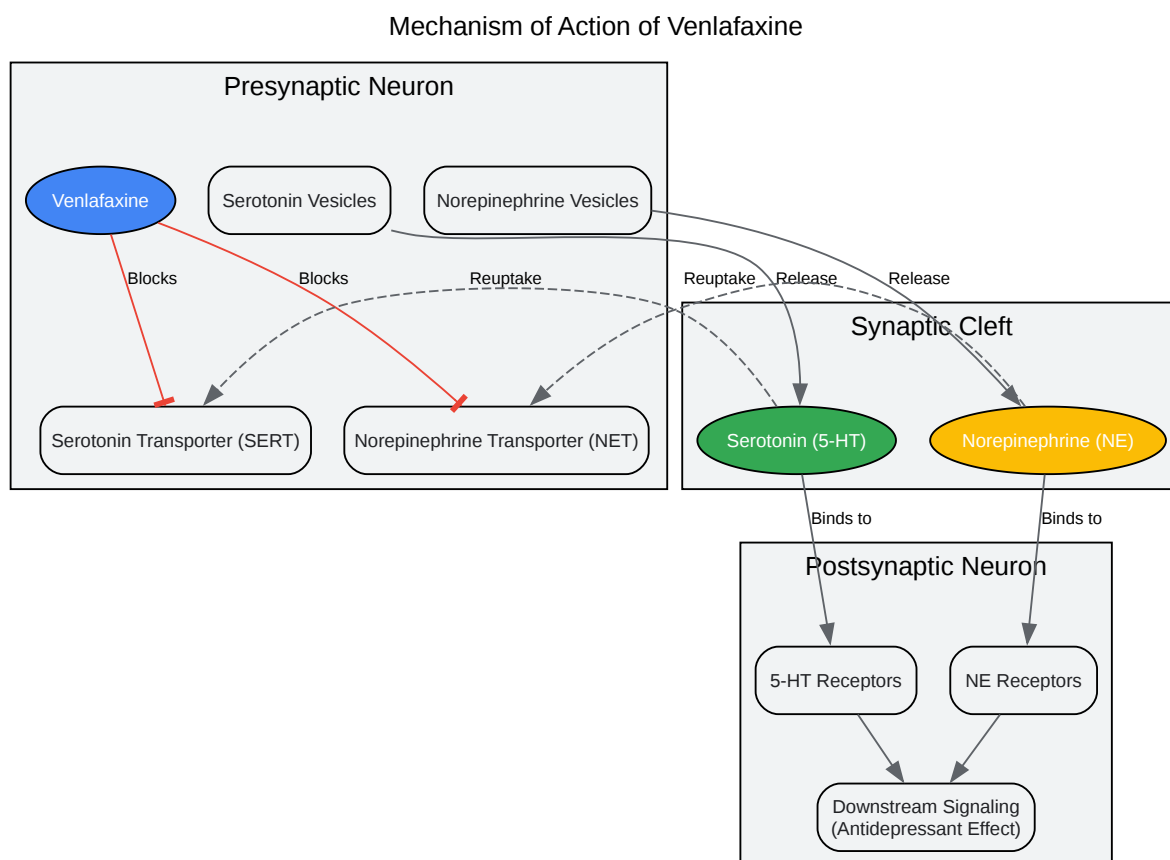 Mechanism of Action of Venlafaxine
Presynaptic Neuron
Venlafaxine
Serotonin Vesicles
Norepinephrine Vesicles
Blocks
Blocks
Reuptake
Reuptake
Release
Release
Synaptic Cleft
Serotonin Transporter (SERT)
Norepinephrine Transporter (NET)
Serotonin (5-HT)
Norepinephrine (NE)
Binds to
Binds to
Postsynaptic Neuron
5-HT Receptors
NE Receptors
Downstream Signaling
(Antidepressant Effect)